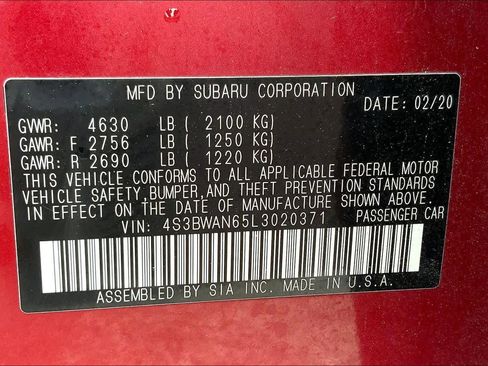 MFD BY SUBARU CORPORATION
DATE: 02/20
GVWR: 4630 LB ( 2100 KG)
GAWR: F 2756 LB ( 1250 KG)
GAWR: R 2690 LB ( 1220 KG)
THIS VEHICLE CONFORMS TO ALL APPLICABLE FEDERAL MOTOR
VEHICLE SAFETY, BUMPER, AND THEFT PREVENTION STANDARDS
IN EFFECT ON THE DATE OF MANUFACTURE SHOWN ABOVE.
VIN: 4S3BWAN65L3020371 PASSENGER CAR
ASSEMBLED BY SIA INC. MADE IN U.S.A.